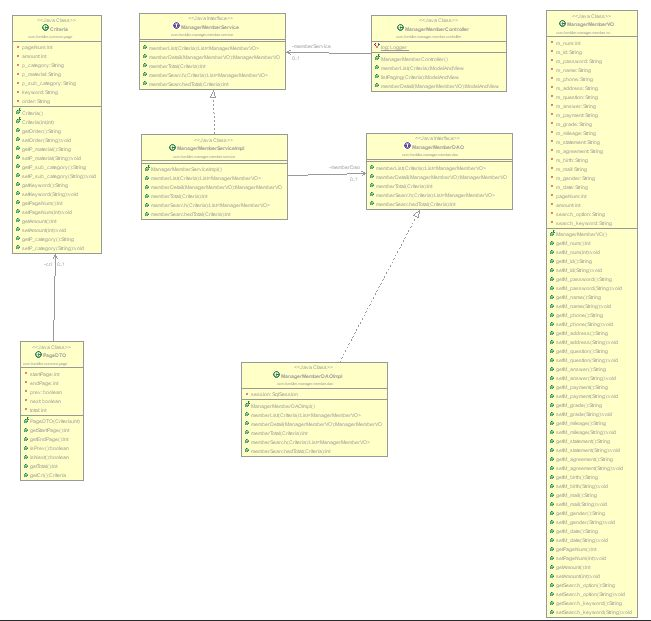 <<Java Class>>
Criteria
pageNum: int
amount: int
p_category: String
p_material: String
p_sub_category: String
keyword: String
order: String
Criteria()
Criteria(int,int)
getOrder():String
setOrder(String):void
getP_material():String
setP_material(String):void
getP_sub_category():String
setP_sub_category(String):void
getKeyword():String
setKeyword(String):void
getPageNum():int
setPageNum(int):void
getAmount():int
setAmount(int):void
getP_category():String
setP_category(String):void
-cri
0..1
<<Java Class>>
PageDTO
startPage: int
endPage: int
prev: boolean
next: boolean
total: int
PageDTO(Criteria,int)
getStartPage():int
getEndPage():int
isPrev():boolean
isNext():boolean
getTotal():int
getCri():Criteria
<<Java Interface>>
ManagerMemberService
memberList(Criteria):List<ManagerMemberVO>
memberDetail(ManagerMemberVO):ManagerMemberVO
memberTotal(Criteria):int
memberSearch(Criteria):List<ManagerMemberVO>
memberSearchedTotal(Criteria):int
-memberService
0..1
<<Java Class>>
ManagerMemberController
log: Logger
ManagerMemberController()
memberList(Criteria):ModelAndView
listPaging(Criteria):ModelAndView
memberDetail(ManagerMemberVO):ModelAndView
<<Java Class>>
ManagerMemberServiceImpl
ManagerMemberServiceImpl()
memberList(Criteria):List<ManagerMemberVO>
memberDetail(ManagerMemberVO):ManagerMemberVO
memberTotal(Criteria):int
memberSearch(Criteria):List<ManagerMemberVO>
memberSearchedTotal(Criteria):int
-memberDao
0..1
<<Java Interface>>
ManagerMemberDAO
memberList(Criteria):List<ManagerMemberVO>
memberDetail(ManagerMemberVO):ManagerMemberVO
memberTotal(Criteria):int
memberSearch(Criteria):List<ManagerMemberVO>
memberSearchedTotal(Criteria):int
<<Java Class>>
ManagerMemberDAOImpl
session: SqlSession
ManagerMemberDAOImpl()
memberList(Criteria):List<ManagerMemberVO>
memberDetail(ManagerMemberVO):ManagerMemberVO
memberTotal(Criteria):int
memberSearch(Criteria):List<ManagerMemberVO>
memberSearchedTotal(Criteria):int
<<Java Class>>
ManagerMemberVO
m_num: int
m_id: String
m_password: String
m_name: String
m_phone: String
m_address: String
m_question: String
m_answer: String
m_payment: String
m_grade: String
m_mileage: String
m_statement: String
m_agreement: String
m_birth: String
m_mail: String
m_gender: String
m_date: String
pageNum: int
amount: int
search_option: String
search_keyword: String
ManagerMemberVO()
getM_num():int
setM_num(int):void
getM_id():String
setM_id(String):void
getM_password():String
setM_password(String):void
getM_name():String
setM_name(String):void
getM_phone():String
setM_phone(String):void
getM_address():String
setM_address(String):void
getM_question():String
setM_question(String):void
getM_answer():String
setM_answer(String):void
getM_payment():String
setM_payment(String):void
getM_grade():String
setM_grade(String):void
getM_mileage():String
setM_mileage(String):void
getM_statement():String
setM_statement(String):void
getM_agreement():String
setM_agreement(String):void
getM_birth():String
setM_birth(String):void
getM_mail():String
setM_mail(String):void
getM_gender():String
setM_gender(String):void
getM_date():String
setM_date(String):void
getPageNum():int
setPageNum(int):void
getAmount():int
setAmount(int):void
getSearch_option():String
setSearch_option(String):void
getSearch_keyword():String
setSearch_keyword(String):void